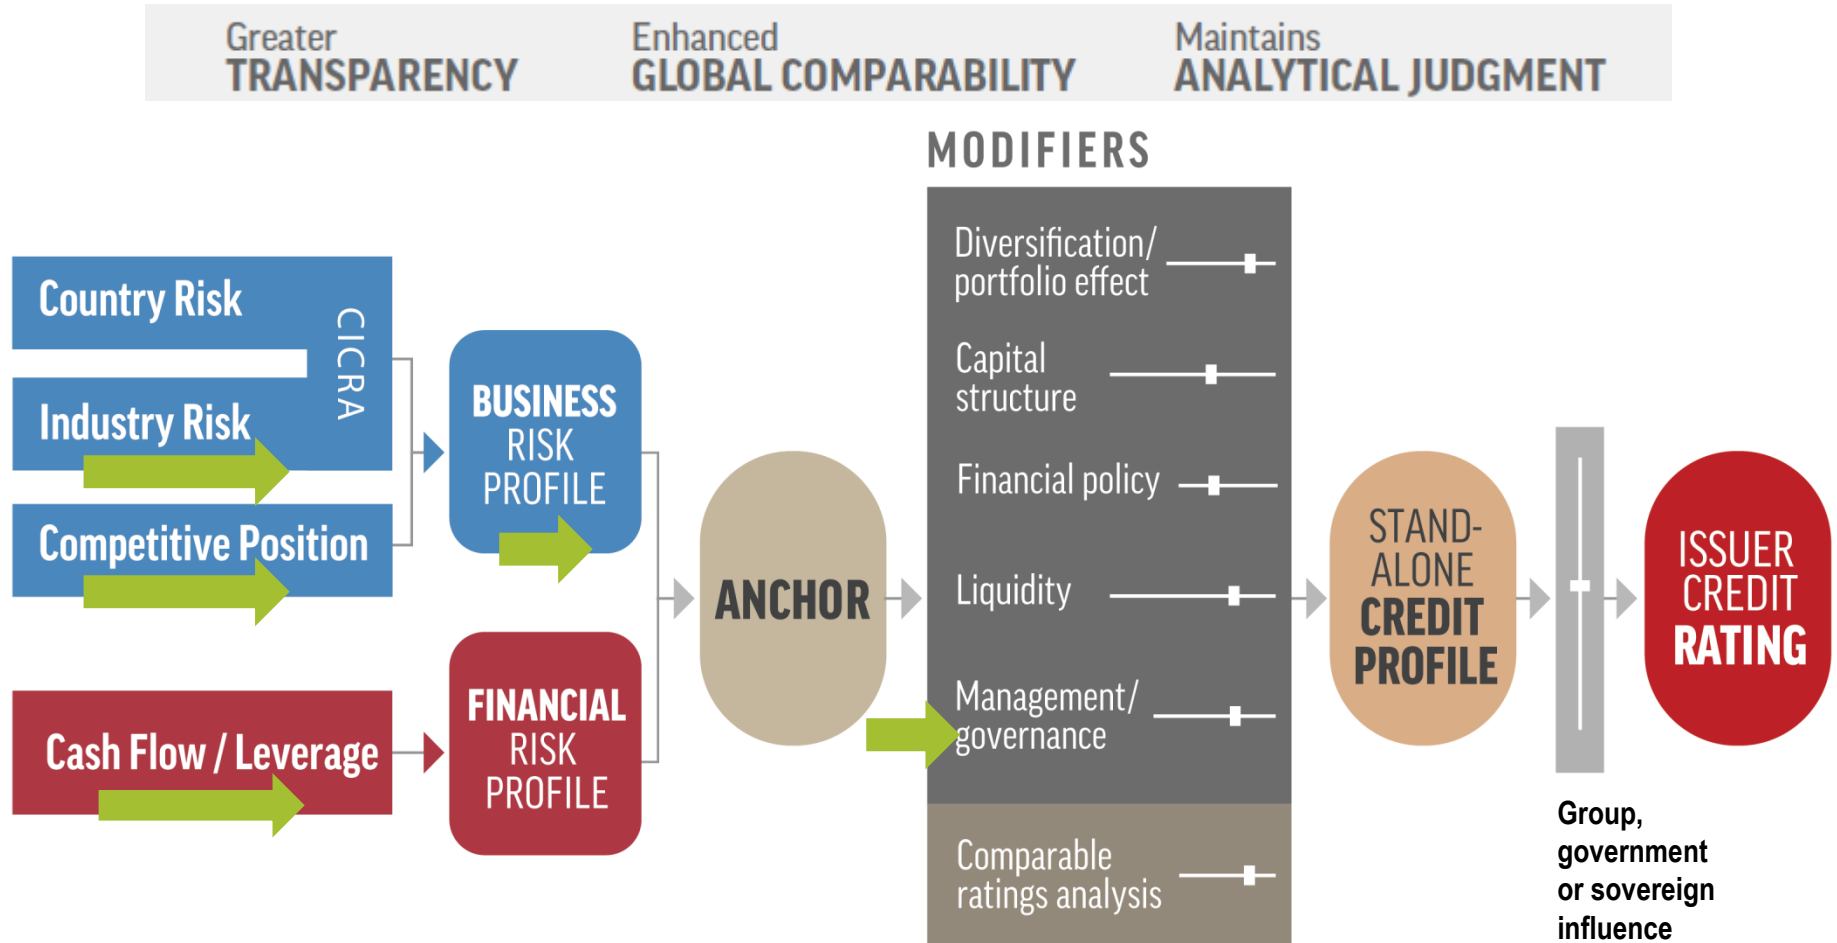 Greater
TRANSPARENCY
Enhanced
GLOBAL COMPARABILITY
Maintains
ANALYTICAL JUDGMENT
MODIFIERS
Country Risk
CICRA
Industry Risk
Competitive Position
Cash Flow / Leverage
BUSINESS
RISK
PROFILE
FINANCIAL
RISK
PROFILE
ANCHOR
Diversification/
portfolio effect
Capital
structure
Financial policy
Liquidity
Management/
governance
Comparable
ratings analysis
STAND-
ALONE
CREDIT
PROFILE
Group,
government
or sovereign
influence
ISSUER
CREDIT
RATING